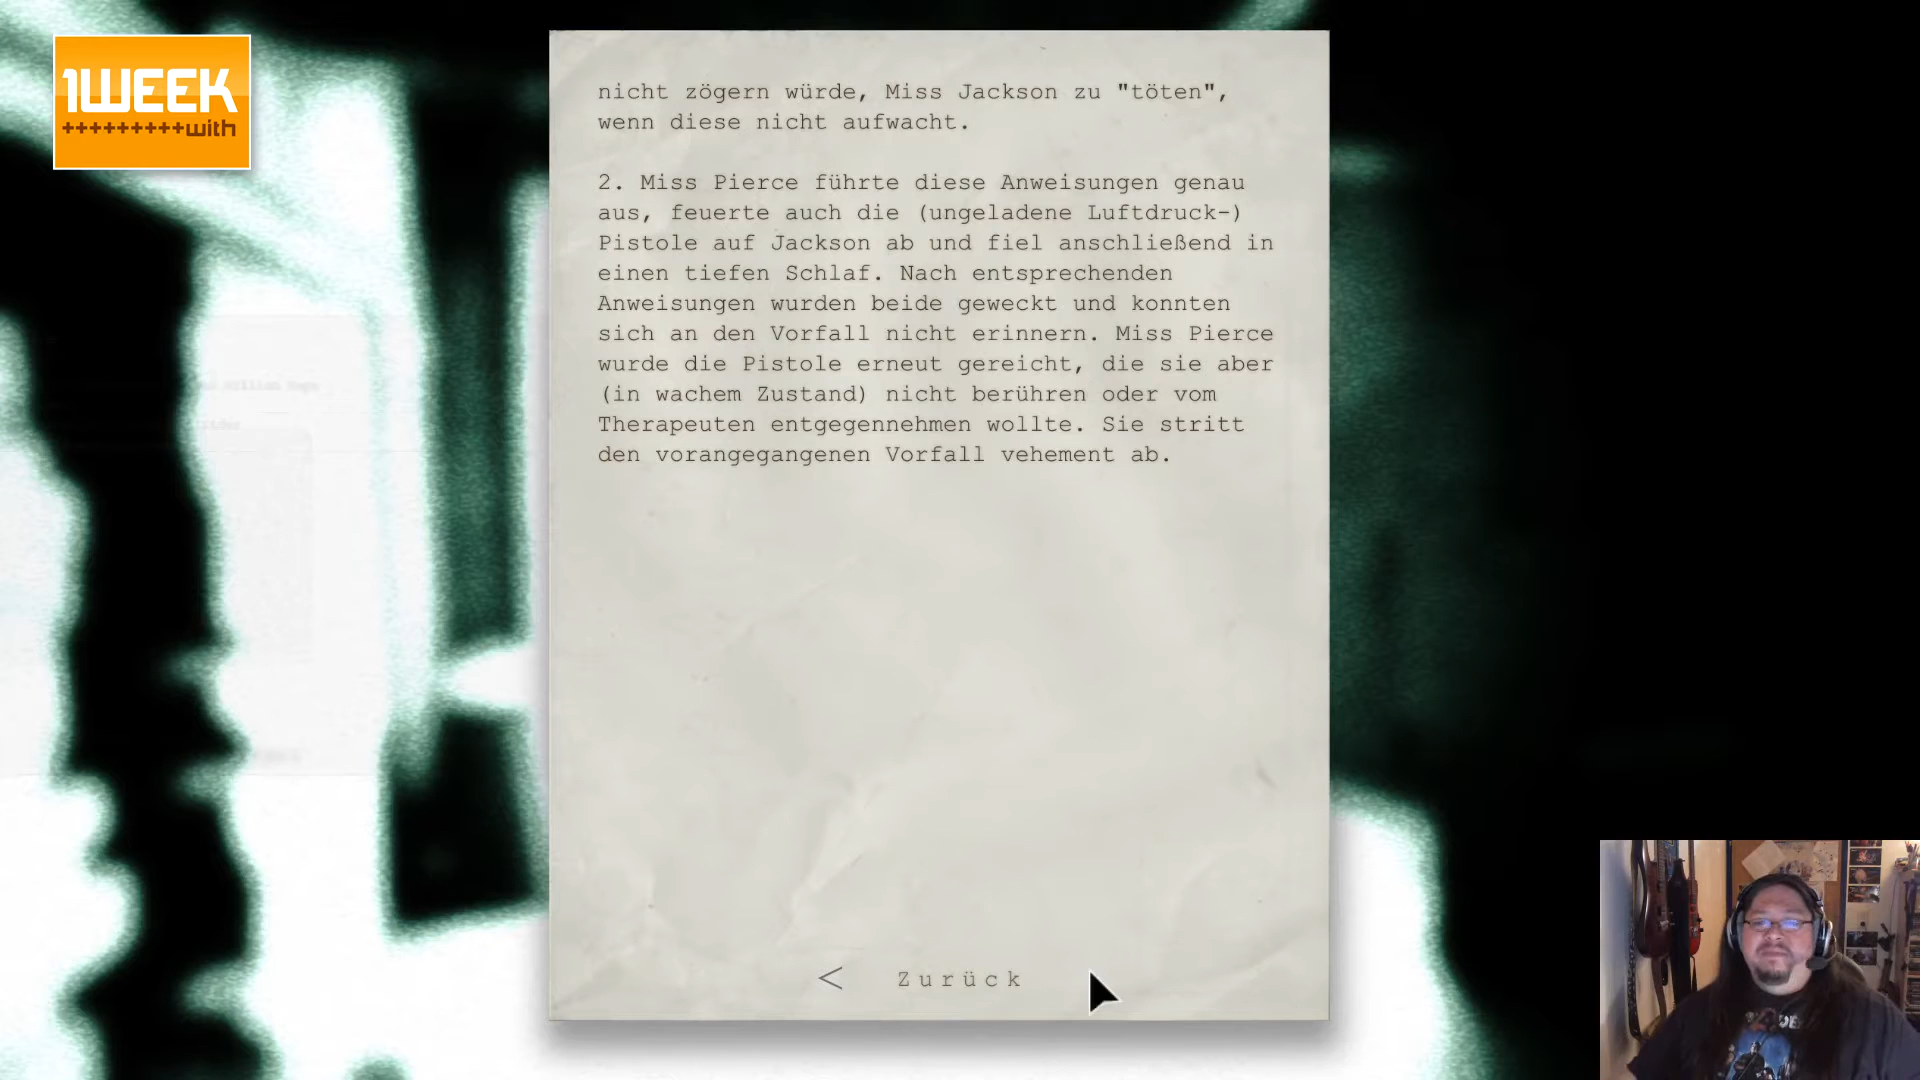 1WEEK
+++++++++with
nicht zögern würde, Miss Jackson zu "töten",
wenn diese nicht aufwacht.
2. Miss Pierce führte diese Anweisungen genau
aus, feuerte auch die (ungeladene Luftdruck-)
Pistole auf Jackson ab und fiel anschließend in
einen tiefen Schlaf. Nach entsprechenden
Anweisungen wurden beide geweckt und konnten
sich an den Vorfall nicht erinnern. Miss Pierce
wurde die Pistole erneut gereicht, die sie aber
(in wachem Zustand) nicht berühren oder vom
Therapeuten entgegennehmen wollte. Sie stritt
den vorangegangenen Vorfall vehement ab.
< Zurück